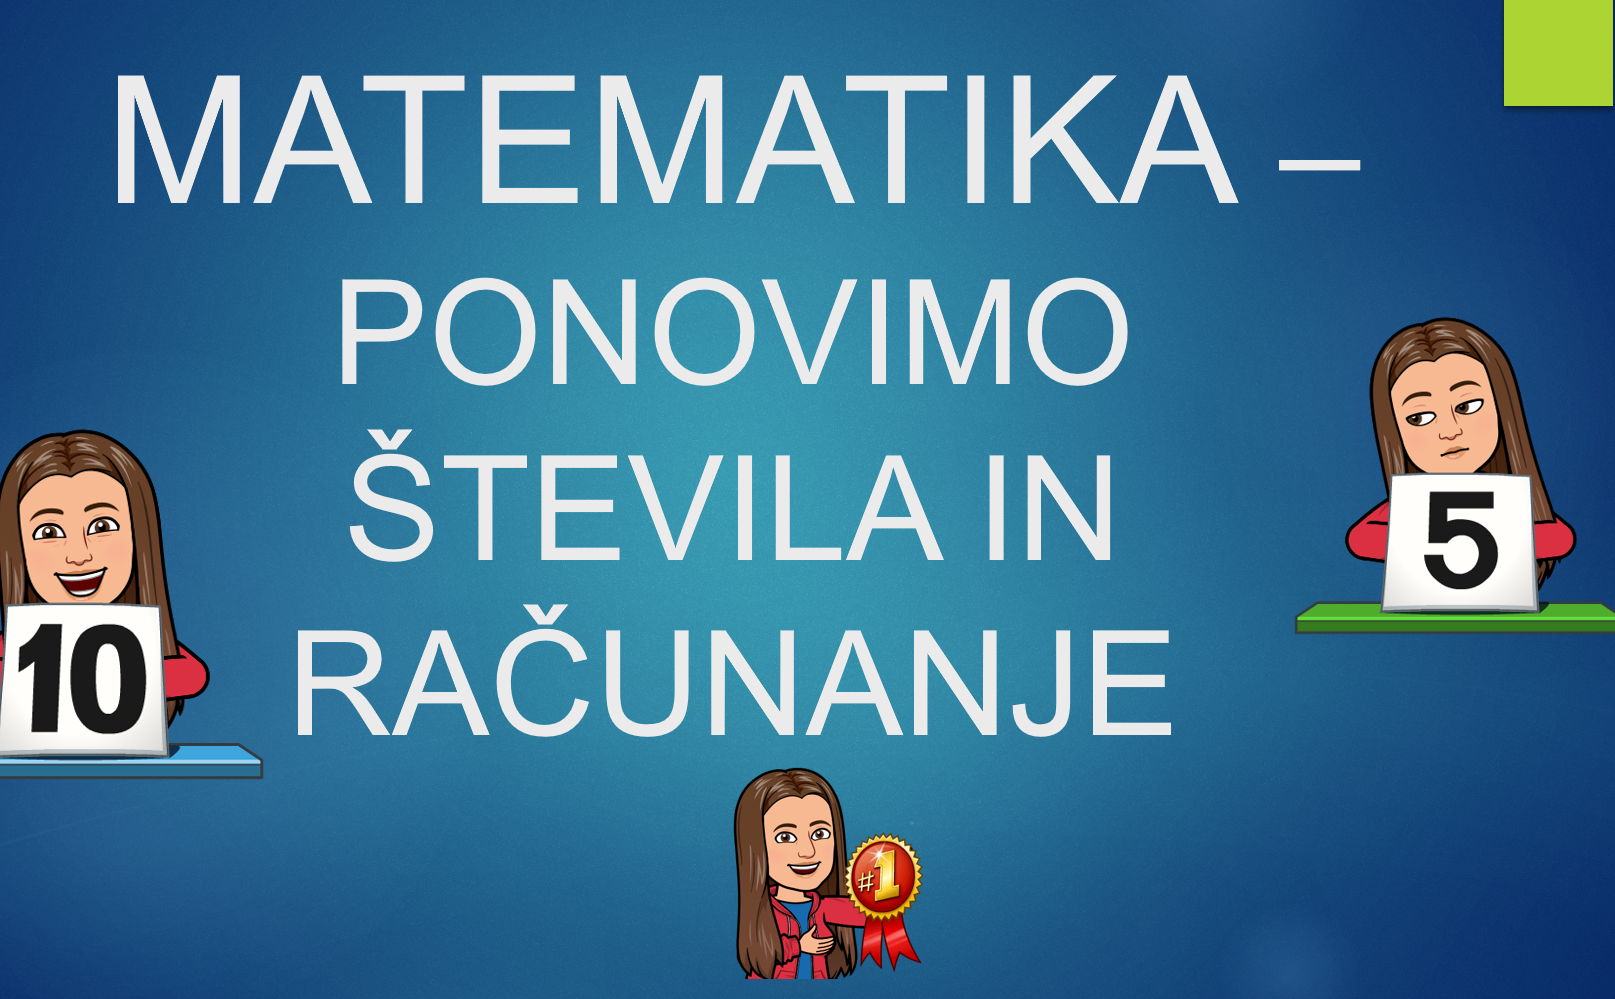 MATEMATIKA –
PONOVIMO
ŠTEVILA IN
RAČUNANJE
5
10
#1